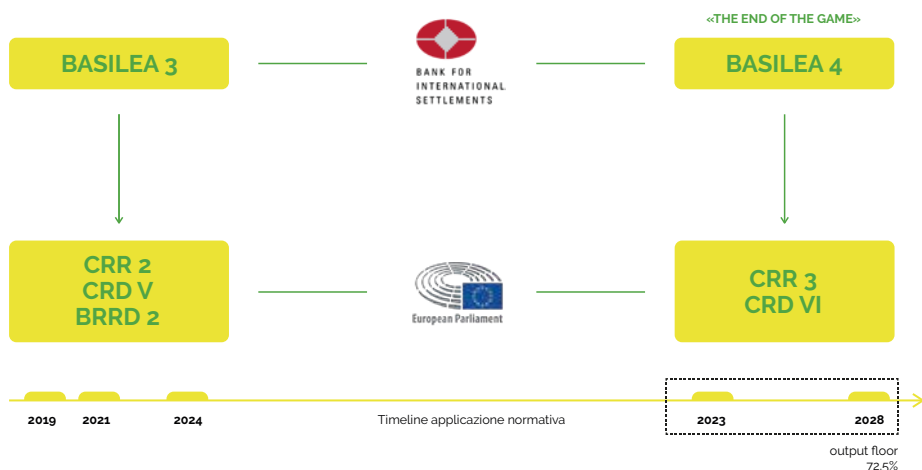 «THE END OF THE GAME»
BASILEA 3
BANK FOR
INTERNATIONAL
SETTLEMENTS
BASILEA 4
CRR 2
CRD V
BRRD 2
European Parliament
CRR 3
CRD VI
2019
2021
2024
Timeline applicazione normativa
2023
2028
output floor
72,5%